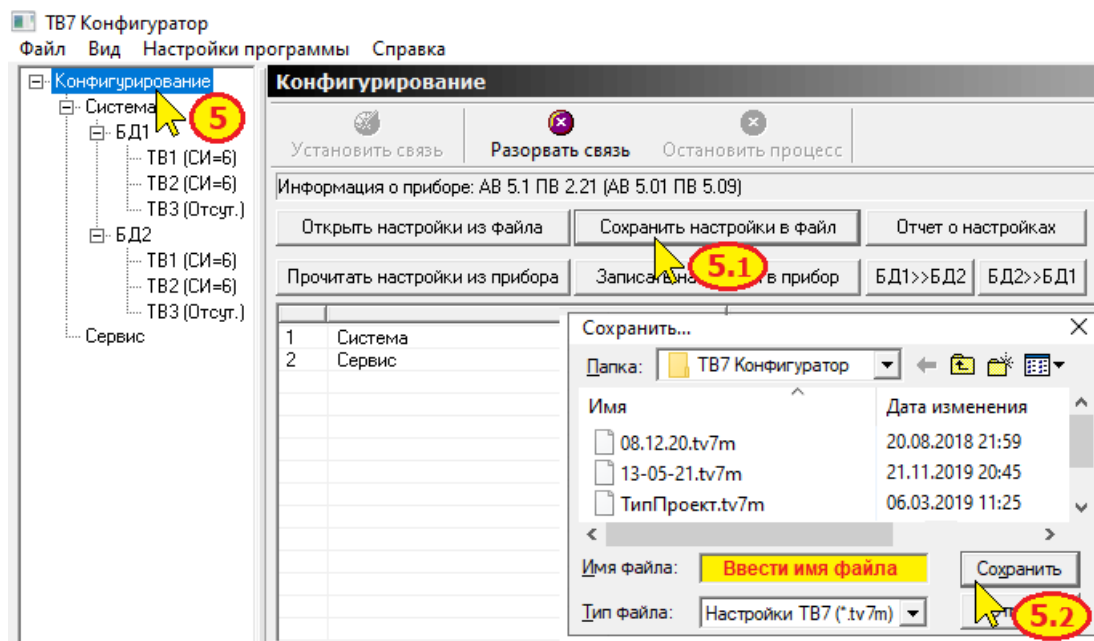 ТВ7 Конфигуратор
Файл Вид Настройки программы Справка
Конфигурирование
Система
БД1
ТВ1 (СИ=6)
ТВ2 (СИ=6)
ТВ3 (Отсут.)
БД2
ТВ1 (СИ=6)
ТВ2 (СИ=6)
ТВ3 (Отсут.)
Сервис
5
Конфигурирование
Установить связь Разорвать связь Остановить процесс
Информация о приборе: АВ 5.1 ПВ 2.21 (АВ 5.01 ПВ 5.09)
Открыть настройки из файла Сохранить настройки в файл Отчет о настройках
5.1
Прочитать настройки из прибора в прибор БД1>>БД2 БД2>>БД1
1 Система
2 Сервис
Сохранить...
Папка: ТВ7 Конфигуратор
Имя Дата изменения
08.12.20.tv7m 20.08.2018 21:59
13-05-21.tv7m 21.11.2019 20:45
ТипПроект.tv7m 06.03.2019 11:25
Имя файла: Ввести имя файла Сохранить
Тип файла: Настройки ТВ7 (*.tv7m)
5.2